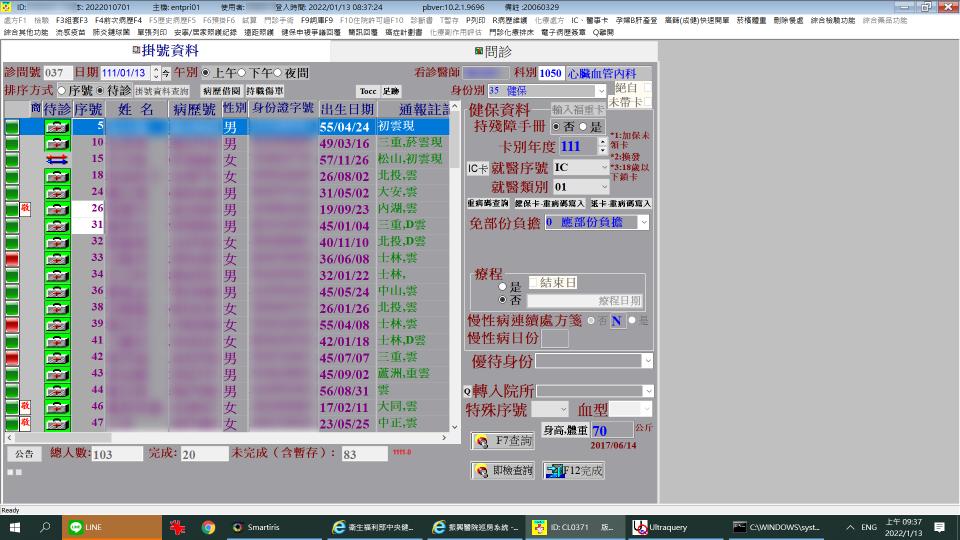 ID: 本: 2022010701 主機: entpri01 使用者: 登入時間: 2022/01/13 08:37:24 pbver:10.2.1.9696 備註:20060329
處方F1 檢驗 F3組套F3 F4前次病歷F4 F5歷史病歷F5 F6預掛F6 試算 門診手術 F9詞庫F9 F10住院許可證F10 診斷書 T暫存 P列印 R病歷建議 化療處方 IC、醫事卡 孕婦B肝產登 癌篩(戒健)快速開單 菸檳體重 刪除餐處 綜合檢驗功能 綜合藥品功能
綜合其他功能 流感疫苗 肺炎鏈球菌 單張列印 安寧/居家照護紀錄 遠距照護 健保申被爭議回覆 簡訊回覆 癌症計劃書 化療副作用評估 門診化療排床 電子病歷簽章 Q離開
掛號資料 問診
診間號 037 日期 111/01/13 今 午別 上午 下午 夜間 看診醫師 科別 1050 心臟血管內科
排序方式 序號 待診 掛號資料查詢 病歷借閱 持職傷單 Tocc 足跡 身份別 35 健保 絕自
未帶卡
商 待診 序號 姓 名 病歷號 性別 身份證字號 出生日期 通報註記
5 男 55/04/24 初雲現
10 男 49/03/16 三重,菸雲現
15 女 57/11/26 松山,初雲現
18 女 26/08/02 北投,雲
24 男 31/05/02 大安,雲
敬 26 男 19/09/23 內湖,雲
31 男 45/01/04 三重,D雲
32 女 40/11/10 北投,D雲
33 女 36/06/08 士林,雲
34 男 32/01/22 士林,
36 男 45/05/24 中山,雲
38 女 26/01/26 北投,雲
39 女 55/04/08 士林,雲
41 女 42/01/18 士林,D雲
42 男 45/07/07 三重,雲
43 男 45/09/02 蘆洲,重雲
44 男 56/08/31 雲
敬 46 女 17/02/11 大同,雲
敬 47 女 23/05/25 中正,雲
公告 總人數: 103 完成: 20 未完成（含暫存）: 83 1111-0
健保資料 輸入福重卡
持殘障手冊 否 是
卡別年度 111
IC卡 就醫序號 IC
就醫類別 01
*1:加保未領卡
*2:換發
*3:18歲以下鎖卡
重病碼查詢 健保卡-重病碼寫入 紙卡-重病碼寫入
免部份負擔 0 應部份負擔
療程 是 結束日
否 療程日期
慢性病連續處方箋 否 N 是
慢性病日份
優待身份
Q 轉入院所
特殊序號 血型
F7查詢 身高.體重 70 公斤
2017/06/14
即檢查詢 F12完成
Ready
LINE Smartiris 衛生福利部中央健... 振興醫院巡房系統 -... ID: CL0371 版... Ultraquery C:\WINDOWS\syst... ENG 上午 09:37
2022/1/13